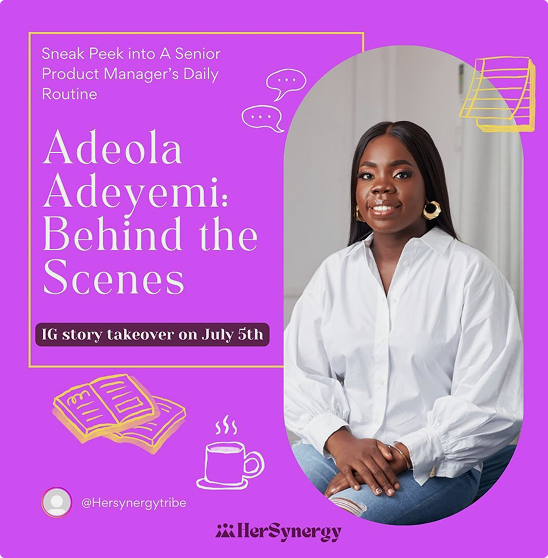 Sneak Peek into A Senior
Product Manager's Daily
Routine
Adeola
Adeyemi:
Behind the
Scenes
IG story takeover on July 5th
@Hersynergytribe
HerSynergy